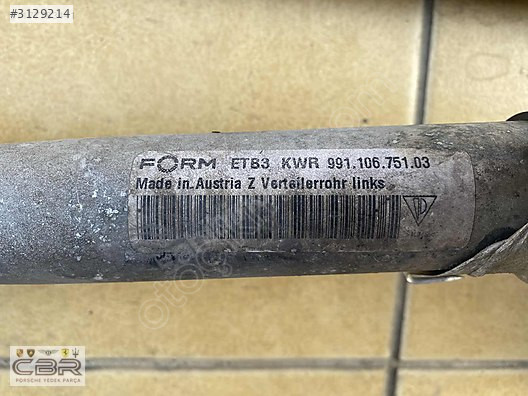 #3129214
FORM ETB3 KWR 991.106.751.03
Made in Austria Z Verteilerrohr links
CBR
PORSCHE YEDEK PARÇA